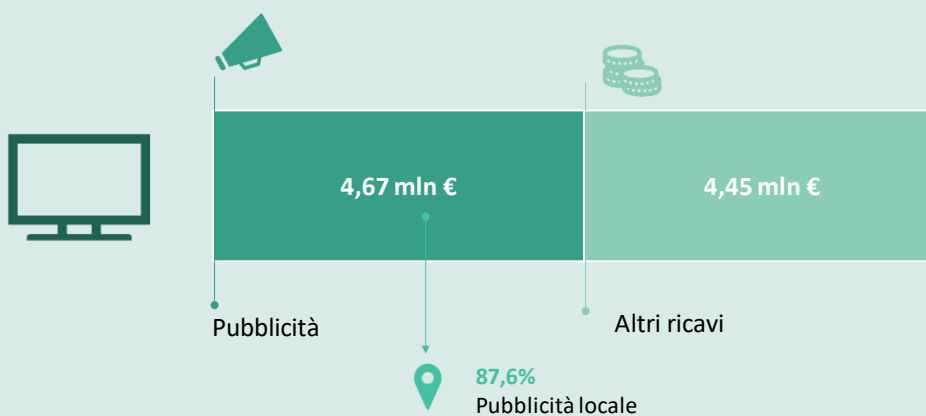 4,67 mln €
4,45 mln €
Pubblicità
Altri ricavi
87,6%
Pubblicità locale